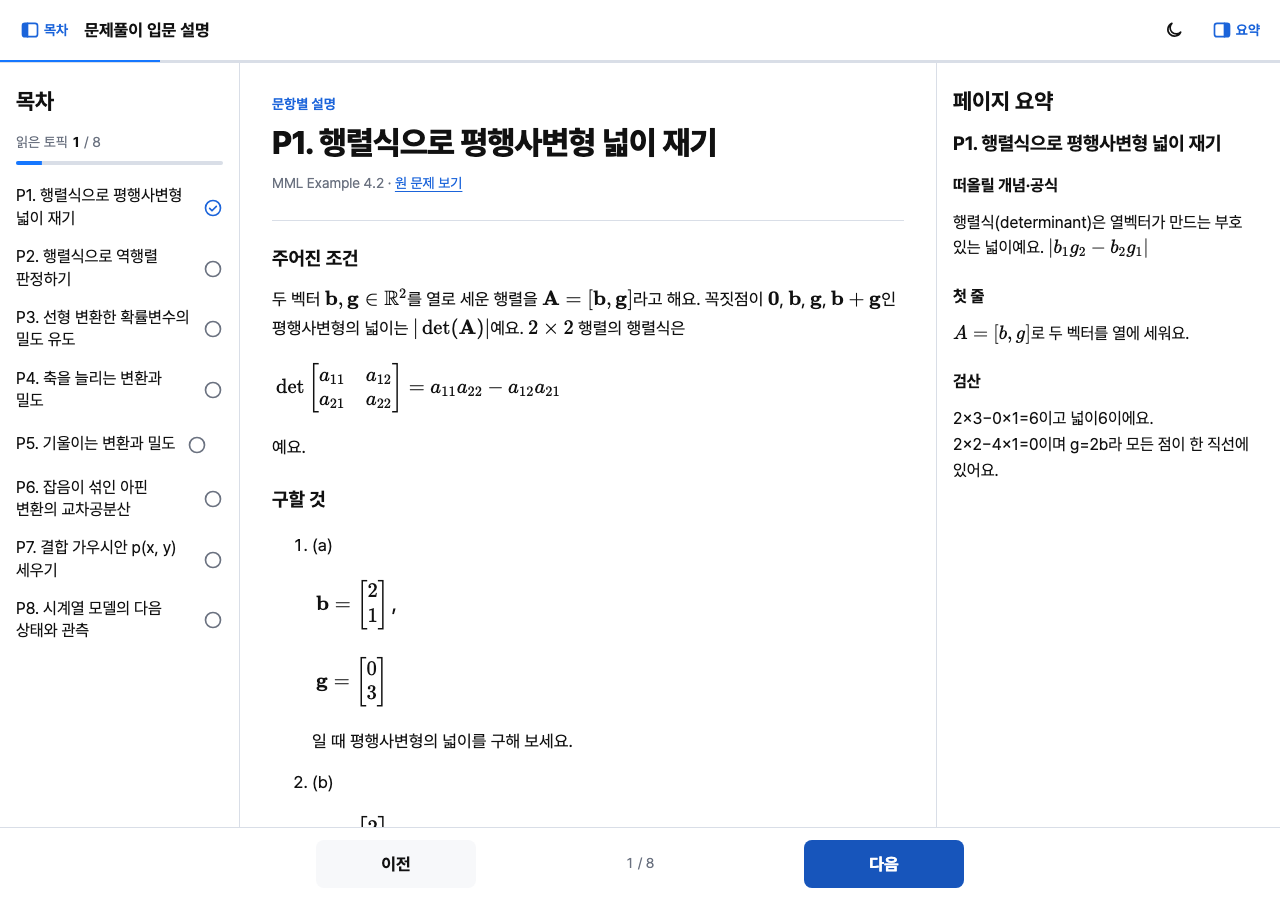 목차 문제풀이 입문 설명 요약
목차
읽은 토픽 1 / 8
P1. 행렬식으로 평행사변형
넓이 재기
P2. 행렬식으로 역행렬
판정하기
P3. 선형 변환한 확률변수의
밀도 유도
P4. 축을 늘리는 변환과
밀도
P5. 기울이는 변환과 밀도
P6. 잡음이 섞인 아핀
변환의 교차공분산
P7. 결합 가우시안 p(x, y)
세우기
P8. 시계열 모델의 다음
상태와 관측
문항별 설명
P1. 행렬식으로 평행사변형 넓이 재기
MML Example 4.2 · 원 문제 보기
주어진 조건
두 벡터 b, g ∈ ℝ²를 열로 세운 행렬을 A = [b, g]라고 해요. 꼭짓점이 0, b, g, b + g인
평행사변형의 넓이는 | det(A)|예요. 2 × 2 행렬의 행렬식은
det [a₁₁ a₁₂; a₂₁ a₂₂] = a₁₁a₂₂ − a₁₂a₂₁
예요.
구할 것
1. (a)
b = [2; 1],
g = [0; 3]
일 때 평행사변형의 넓이를 구해 보세요.
2. (b)
페이지 요약
P1. 행렬식으로 평행사변형 넓이 재기
떠올릴 개념·공식
행렬식(determinant)은 열벡터가 만드는 부호
있는 넓이예요. |b₁g₂ − b₂g₁|
첫 줄
A = [b, g]로 두 벡터를 열에 세워요.
검산
2×3−0×1=6이고 넓이6이에요.
2×2−4×1=0이며 g=2b라 모든 점이 한 직선에
있어요.
이전 1 / 8 다음